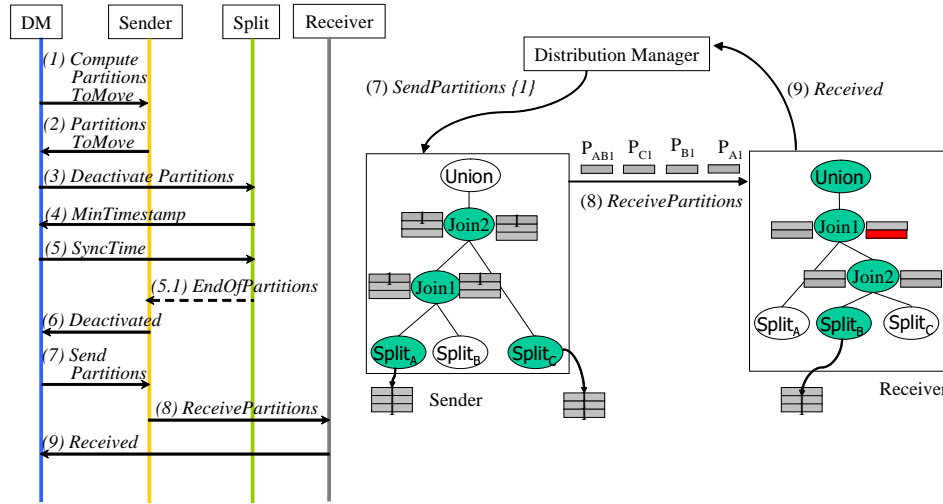 DM
Sender
Split
Receiver
(1) Compute
Partitions
ToMove
(2) Partitions
ToMove
(3) Deactivate Partitions
(4) MinTimestamp
(5) SyncTime
(5.1) EndOfPartitions
(6) Deactivated
(7) Send
Partitions
(8) ReceivePartitions
(9) Received
Distribution Manager
(7) SendPartitions {1}
(9) Received
P_AB1 P_C1 P_B1 P_A1
(8) ReceivePartitions
Union
1 Join2 1
1 Join1 1
Split_A Split_B Split_C
1
1
Sender
Union
Join1
Join2
Split_A Split_B Split_C
1
Receiver